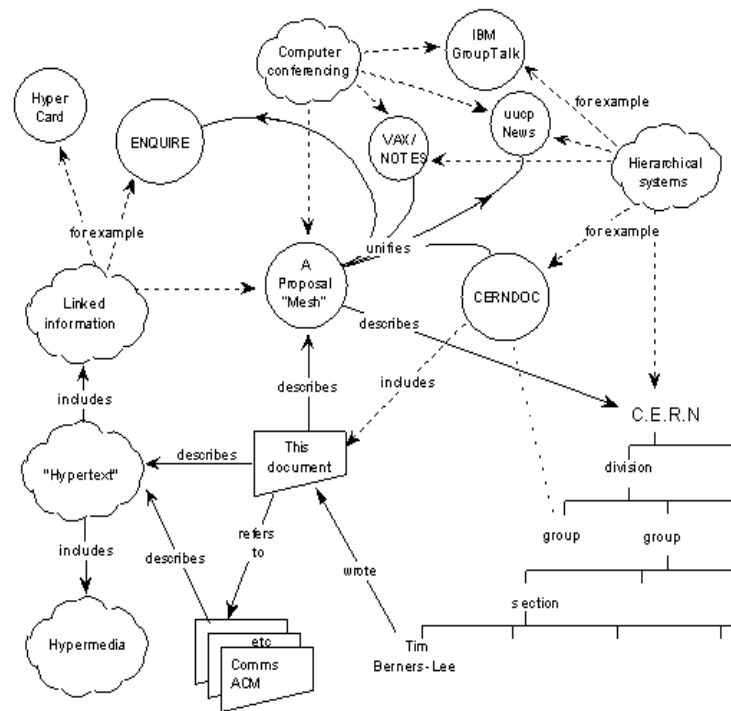 IBM
GroupTalk
Computer
conferencing
Hyper
Card
uucp
News
for example
ENQUIRE
VAX/
NOTES
Hierarchical
systems
for example
unifies
for example
A
Proposal
"Mesh"
CERNDOC
Linked
information
describes
includes
describes
includes
C.E.R.N
This
document
describes
division
"Hypertext"
refers
to
group
group
includes
describes
wrote
section
Hypermedia
etc
Tim
Berners-Lee
Comms
ACM